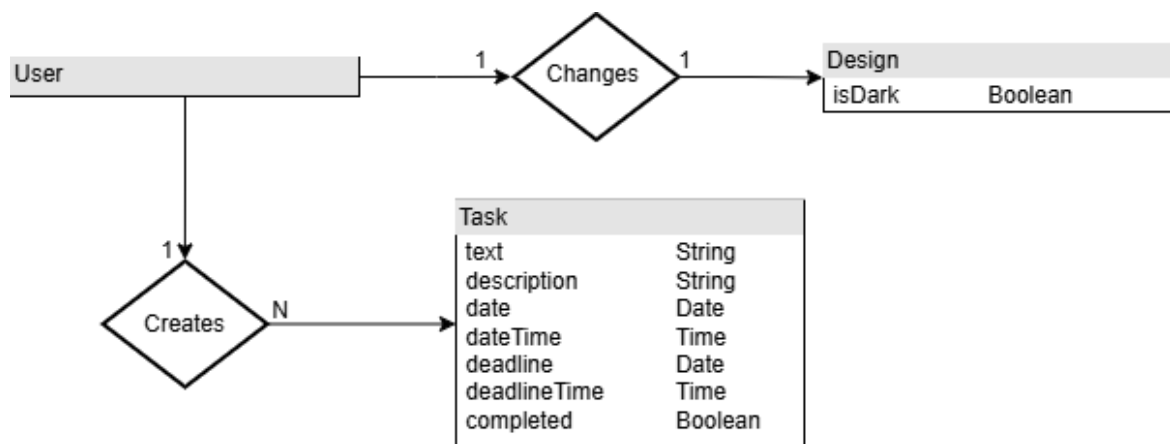 User
1
Changes
1
Design
isDark Boolean
1
Creates
N
Task
text String
description String
date Date
dateTime Time
deadline Date
deadlineTime Time
completed Boolean